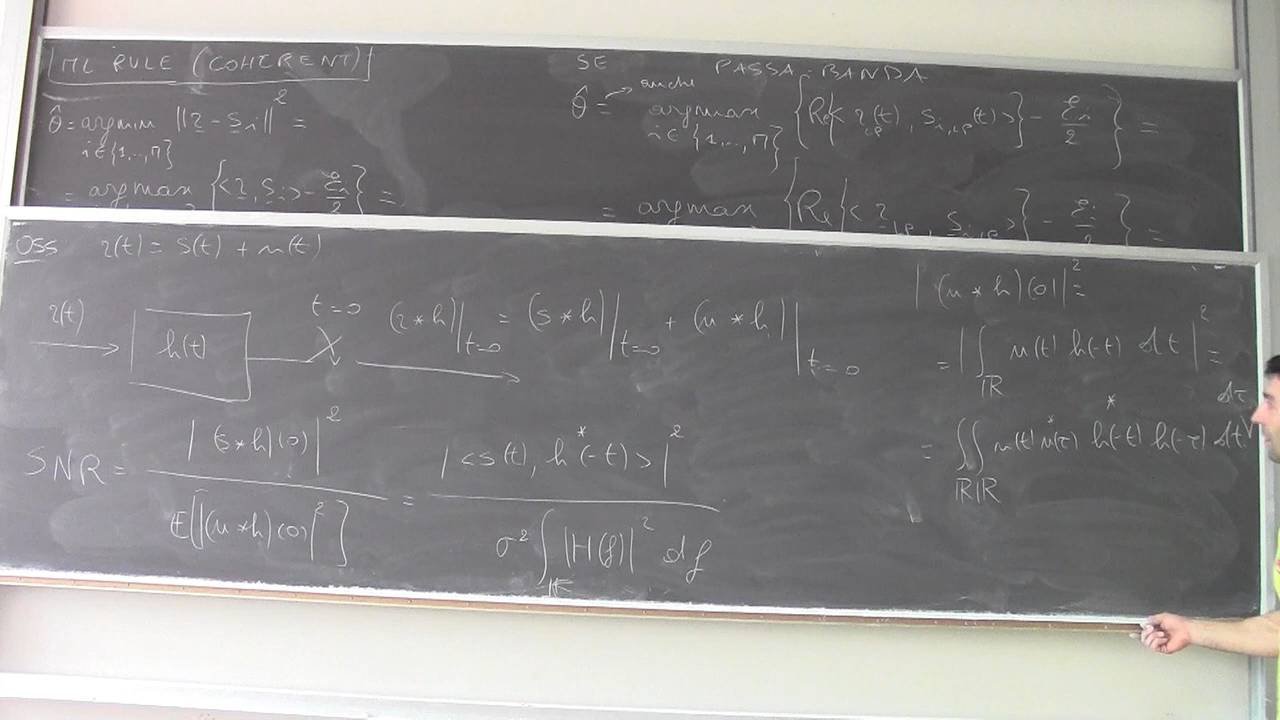 ML RULE (COHERENT)
θ̂ = argmin ||r - s_i||² =
i∈{1,..,M}
= argmax {<r, s_i> - ℰ_i/2} =
SE PASSA-BANDA
anche
θ̂ = argmax {Re{<r_LP(t), s_i,LP(t)>} - ℰ_i/2} =
i∈{1,..,M}
= argmax {Re{<r_LP, s_i,LP>} - ℰ_i/2} =
OSS r(t) = s(t) + n(t)
r(t)
h(t)
t=0
(r*h)|_{t=0} = (s*h)|_{t=0} + (n*h)|_{t=0}
SNR = |(s*h)(0)|² / E[|(n*h)(0)|²] = |<s(t), h*(-t)>|² / σ² ∫_ℝ |H(f)|² df
|(n*h)(0)|² =
= |∫_ℝ n(t) h(-t) dt|² =
= ∫∫_{ℝ ℝ} n(t) n*(τ) h(-t) h*(-τ) dt dτ